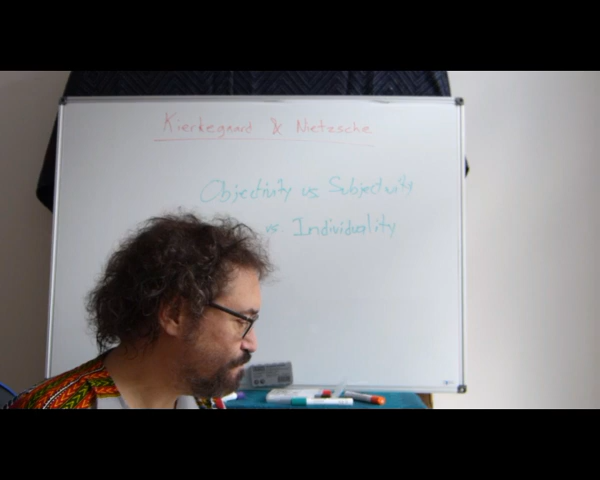 Kierkegaard & Nietzsche
Objectivity vs Subjectivity
vs. Individuality